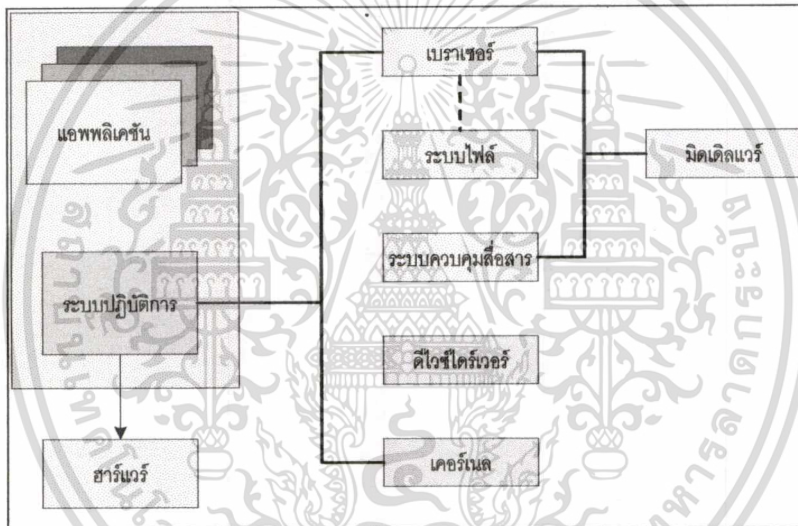 แอพพลิเคชัน
ระบบปฏิบัติการ
ฮาร์แวร์
เบราเซอร์
ระบบไฟล์
ระบบควบคุมสื่อสาร
ดีไวซ์ไดร์เวอร์
เคอร์เนล
มิดเดิลแวร์